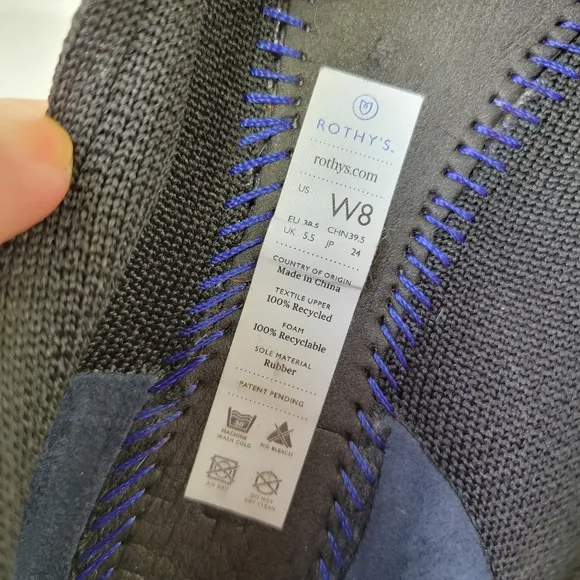 ROTHY'S.
rothys.com
US W8
EU 38.5 CHN39.5
UK 5.5 JP 24
COUNTRY OF ORIGIN
Made in China
TEXTILE UPPER
100% Recycled
FOAM
100% Recyclable
SOLE MATERIAL
Rubber
PATENT PENDING
MACHINE WASH COLD
NO BLEACH
AIR DRY
DO NOT DRY CLEAN